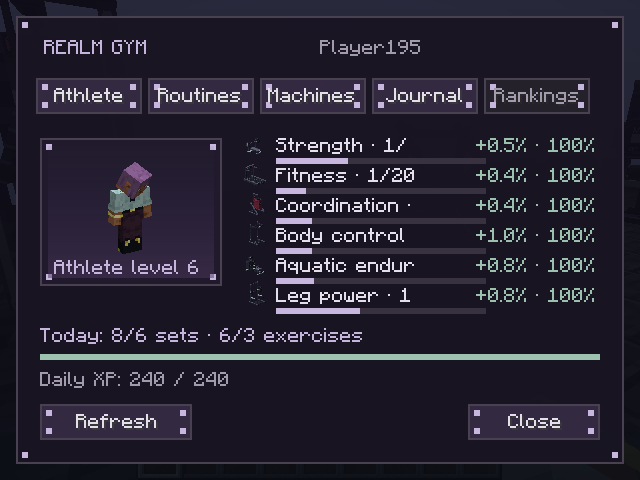 REALM GYM Player195
Athlete Routines Machines Journal Rankings
Strength · 1/ +0.5% · 100%
Fitness · 1/20 +0.4% · 100%
Coordination · +0.4% · 100%
Body control +1.0% · 100%
Aquatic endur +0.8% · 100%
Leg power · 1 +0.8% · 100%
Athlete level 6
Today: 8/6 sets · 6/3 exercises
Daily XP: 240 / 240
Refresh Close